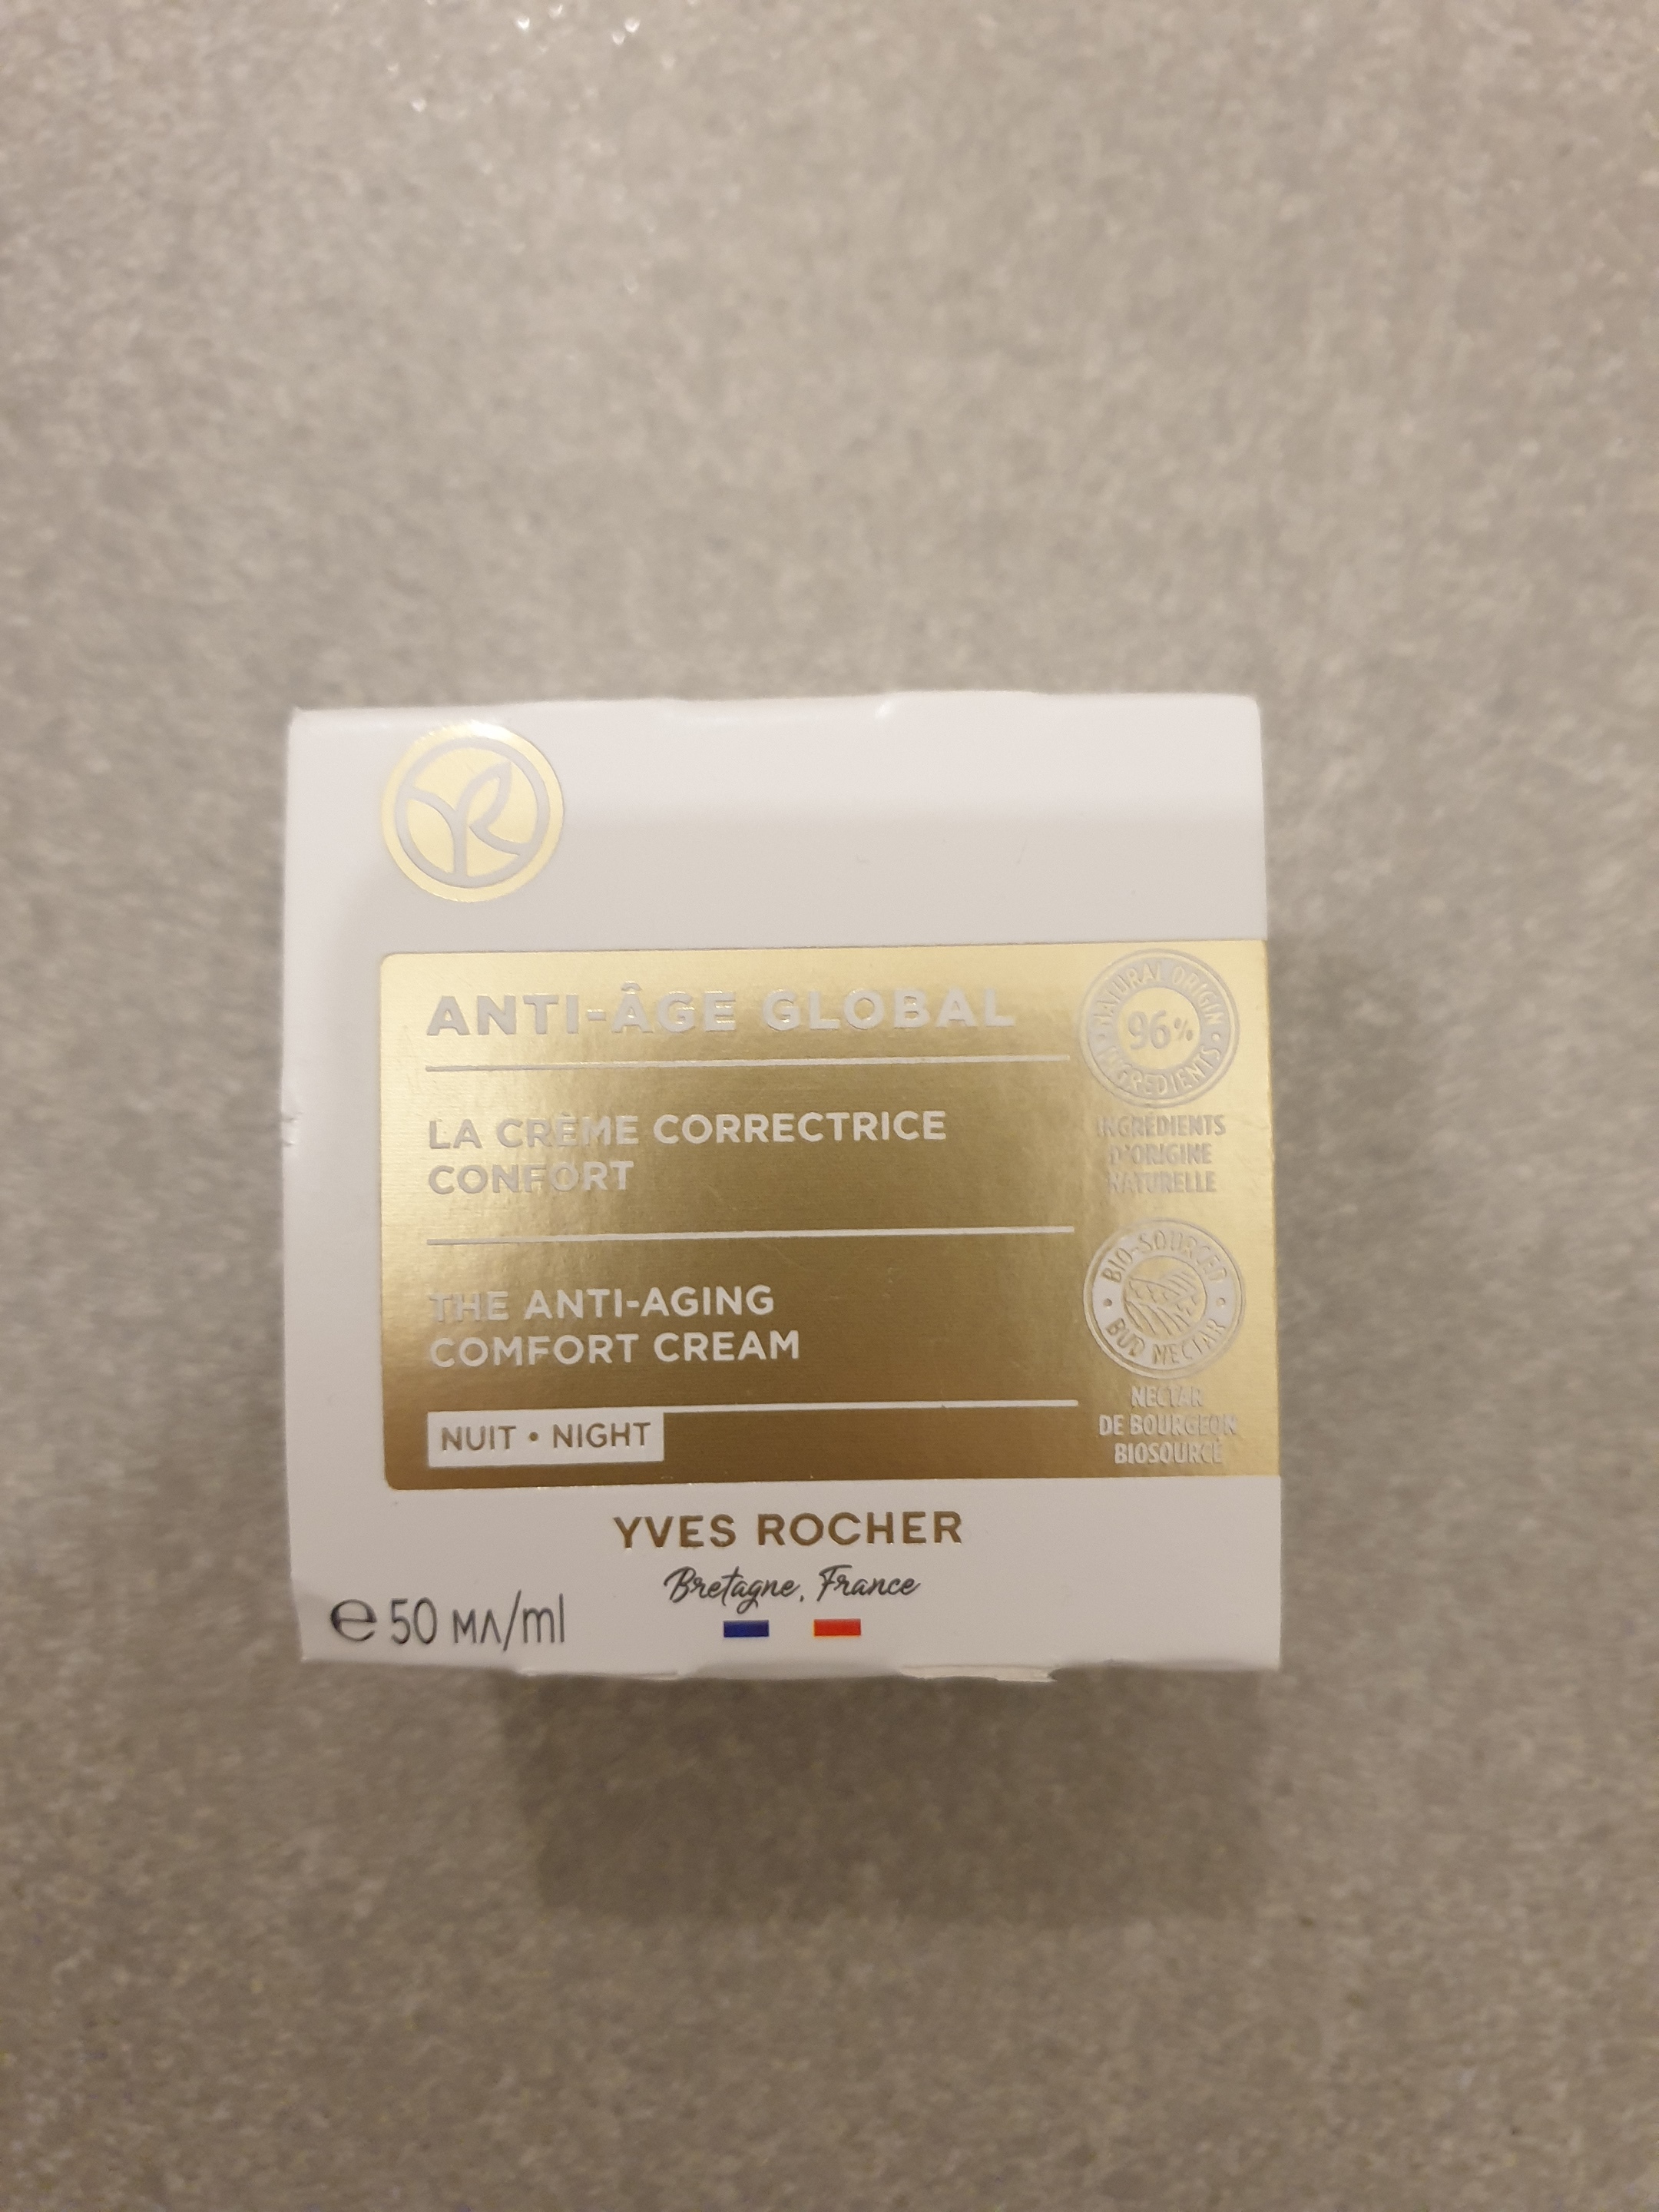 ANTI-ÂGE GLOBAL
LA CRÈME CORRECTRICE
CONFORT
THE ANTI-AGING
COMFORT CREAM
NUIT • NIGHT
NATURAL ORIGIN
96%
INGREDIENTS
INGRÉDIENTS
D'ORIGINE
NATURELLE
BIO-SOURCED
BUD NECTAR
NECTAR
DE BOURGEON
BIOSOURCÉ
YVES ROCHER
Bretagne, France
℮ 50 мл/ml